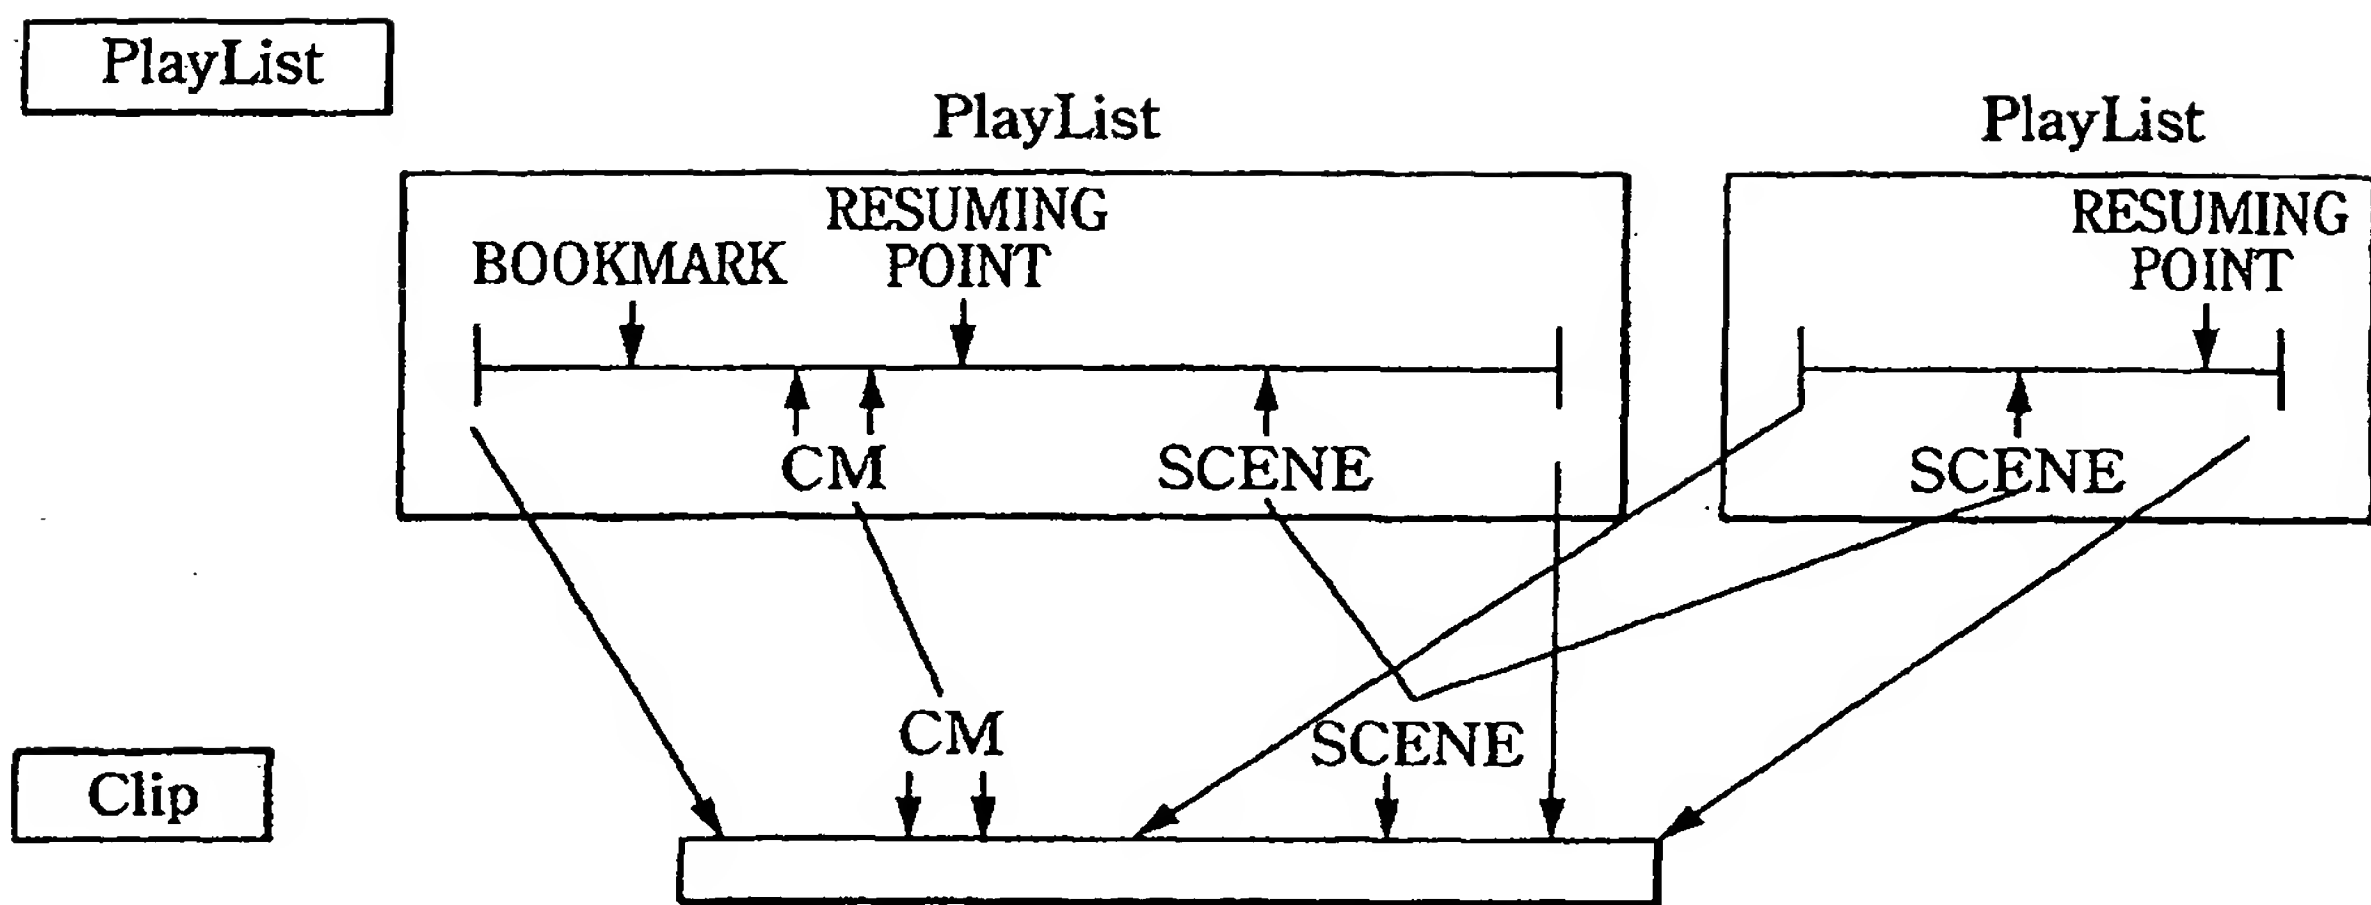 PlayList
PlayList
PlayList
RESUMING
POINT
BOOKMARK
RESUMING
POINT
CM
SCENE
SCENE
CM
SCENE
Clip